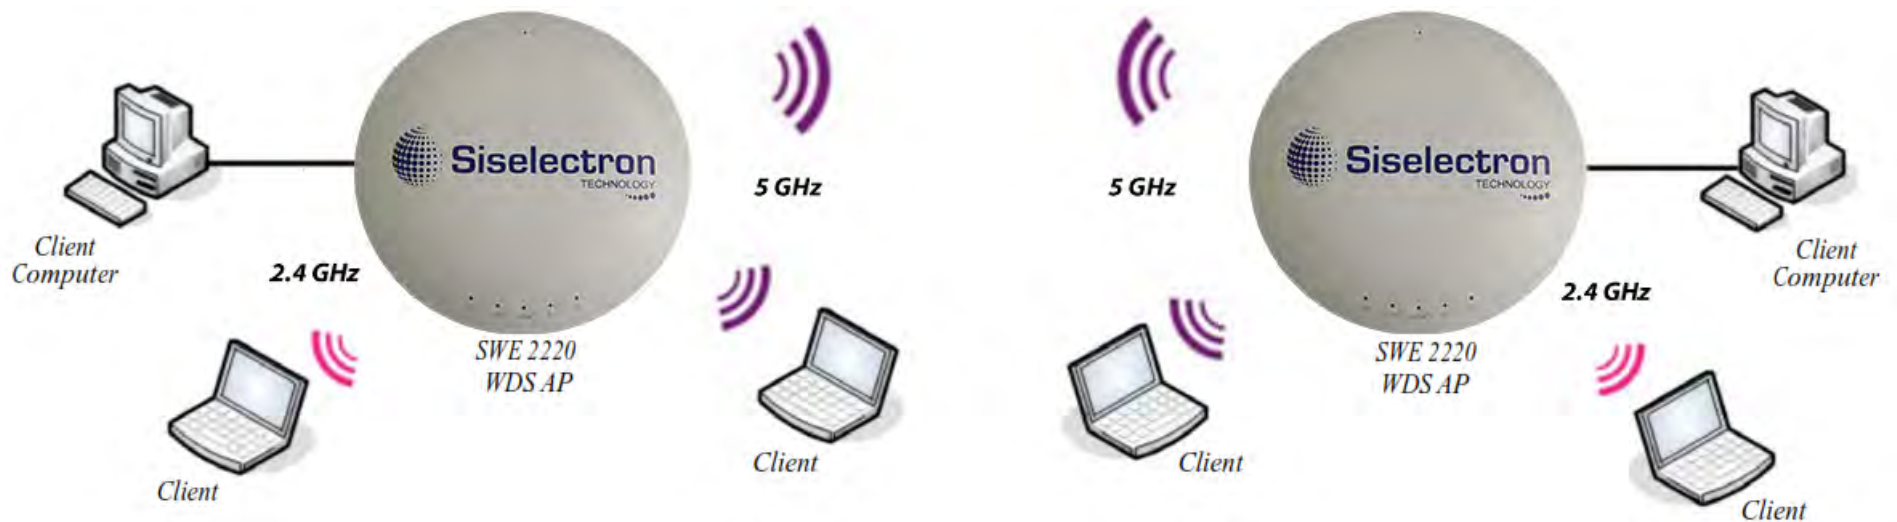 Siselectron
TECHNOLOGY
Siselectron
TECHNOLOGY
5 GHz
5 GHz
Client
Computer
2.4 GHz
Client
Computer
2.4 GHz
SWE 2220
WDS AP
SWE 2220
WDS AP
Client
Client
Client
Client